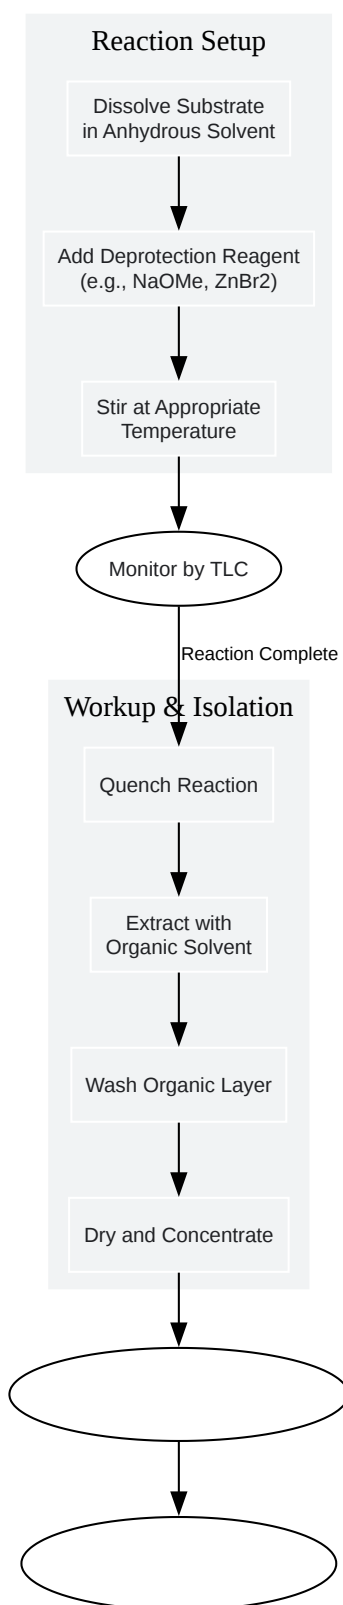 Reaction Setup
Dissolve Substrate
in Anhydrous Solvent
Add Deprotection Reagent
(e.g., NaOMe, ZnBr2)
Stir at Appropriate
Temperature
Monitor by TLC
Reaction Complete
Workup & Isolation
Quench Reaction
Extract with
Organic Solvent
Wash Organic Layer
Dry and Concentrate